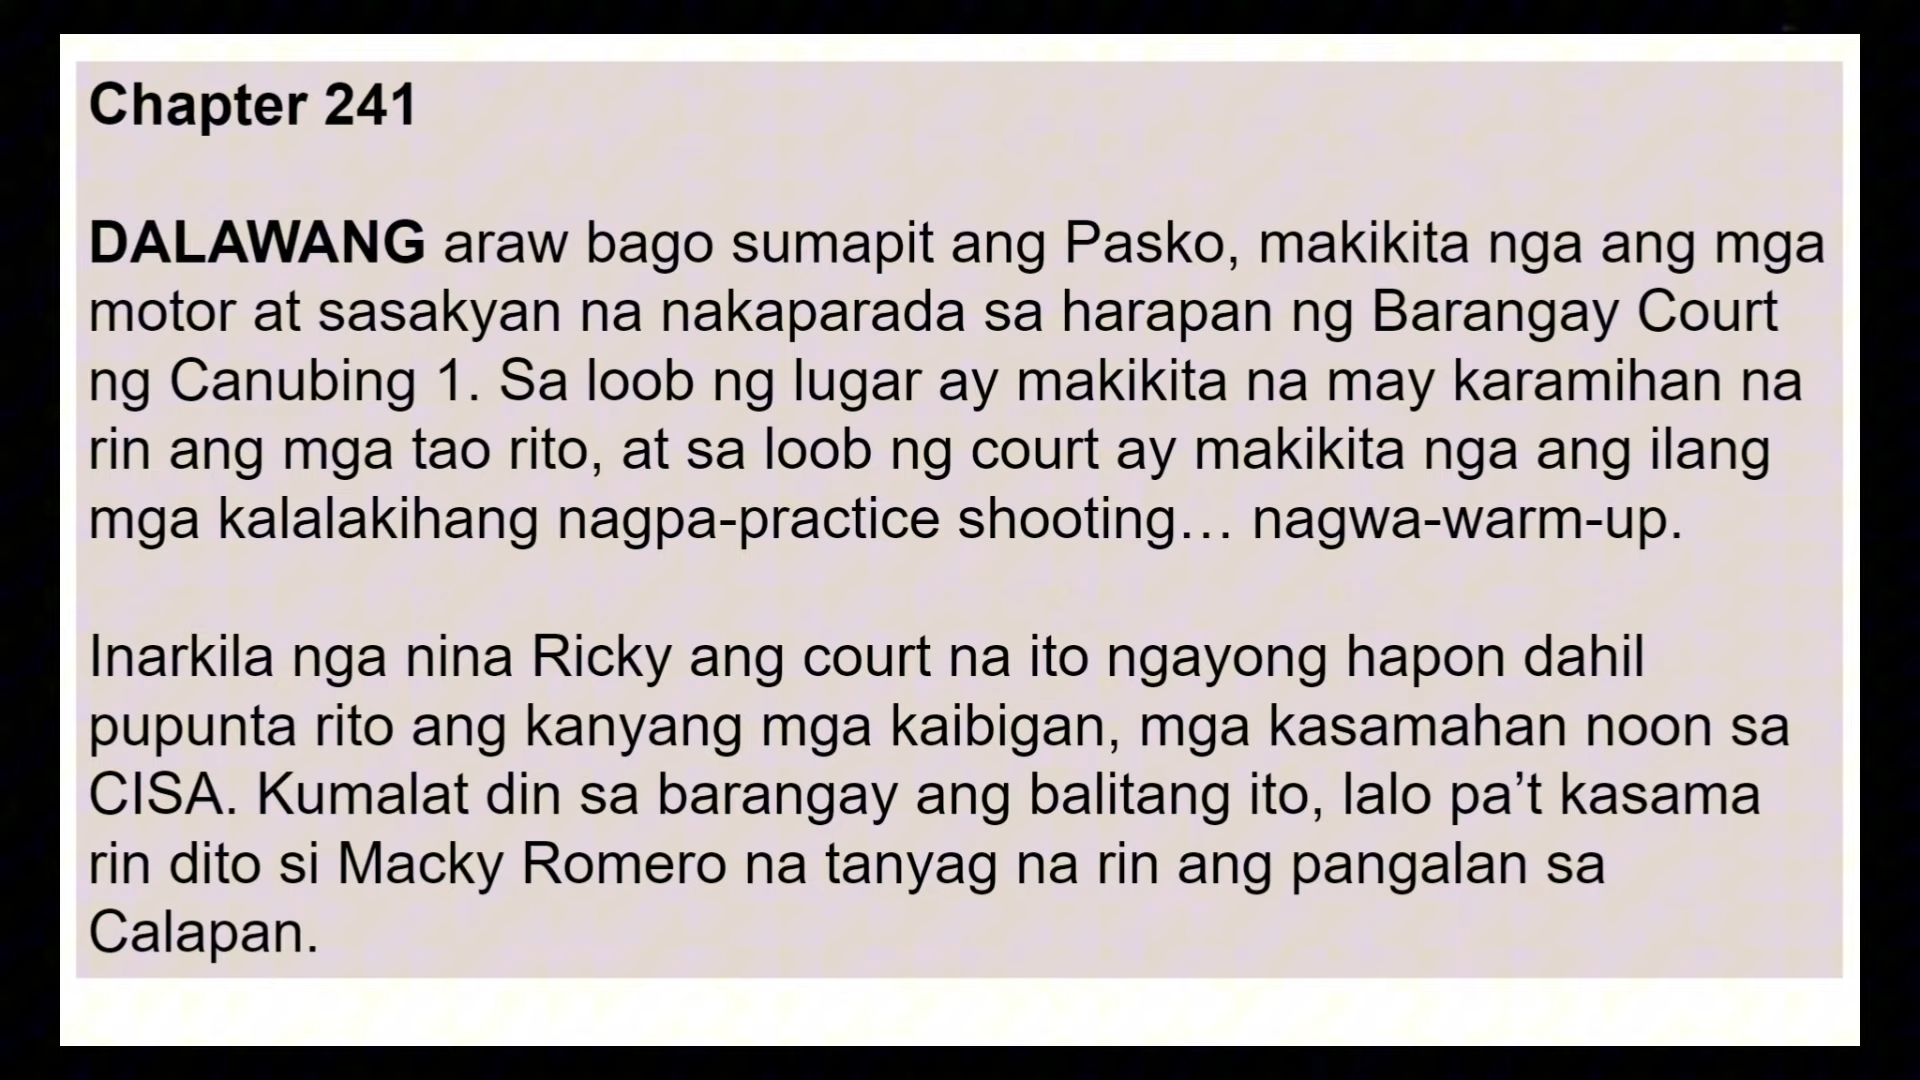 Chapter 241
DALAWANG araw bago sumapit ang Pasko, makikita nga ang mga
motor at sasakyan na nakaparada sa harapan ng Barangay Court
ng Canubing 1. Sa loob ng lugar ay makikita na may karamihan na
rin ang mga tao rito, at sa loob ng court ay makikita nga ang ilang
mga kalalakihang nagpa-practice shooting… nagwa-warm-up.
Inarkila nga nina Ricky ang court na ito ngayong hapon dahil
pupunta rito ang kanyang mga kaibigan, mga kasamahan noon sa
CISA. Kumalat din sa barangay ang balitang ito, lalo pa’t kasama
rin dito si Macky Romero na tanyag na rin ang pangalan sa
Calapan.